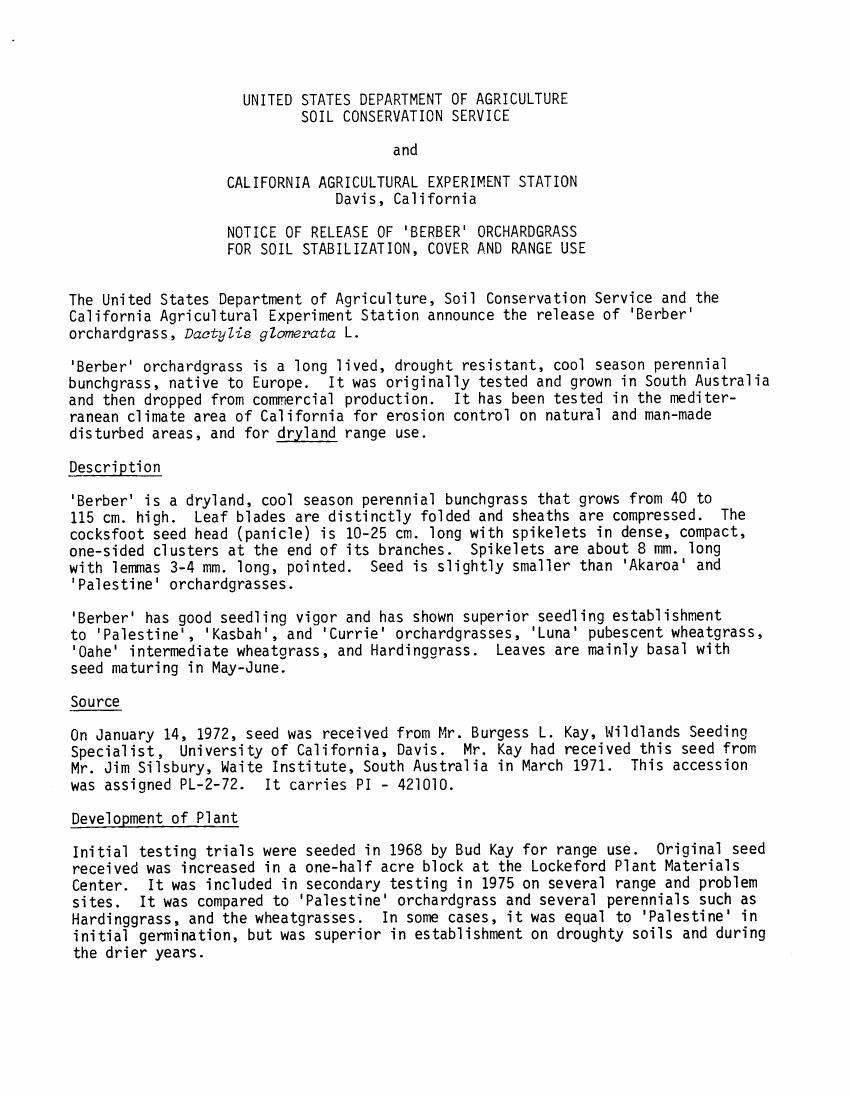 UNITED STATES DEPARTMENT OF AGRICULTURE
SOIL CONSERVATION SERVICE
and
CALIFORNIA AGRICULTURAL EXPERIMENT STATION
Davis, California
NOTICE OF RELEASE OF 'BERBER' ORCHARDGRASS
FOR SOIL STABILIZATION, COVER AND RANGE USE
The United States Department of Agriculture, Soil Conservation Service and the
California Agricultural Experiment Station announce the release of 'Berber'
orchardgrass, Dactylis glomerata L.
'Berber' orchardgrass is a long lived, drought resistant, cool season perennial
bunchgrass, native to Europe. It was originally tested and grown in South Australia
and then dropped from commercial production. It has been tested in the mediter-
ranean climate area of California for erosion control on natural and man-made
disturbed areas, and for dryland range use.
Description
'Berber' is a dryland, cool season perennial bunchgrass that grows from 40 to
115 cm. high. Leaf blades are distinctly folded and sheaths are compressed. The
cocksfoot seed head (panicle) is 10-25 cm. long with spikelets in dense, compact,
one-sided clusters at the end of its branches. Spikelets are about 8 mm. long
with lemmas 3-4 mm. long, pointed. Seed is slightly smaller than 'Akaroa' and
'Palestine' orchardgrasses.
'Berber' has good seedling vigor and has shown superior seedling establishment
to 'Palestine', 'Kasbah', and 'Currie' orchardgrasses, 'Luna' pubescent wheatgrass,
'Oahe' intermediate wheatgrass, and Hardinggrass. Leaves are mainly basal with
seed maturing in May-June.
Source
On January 14, 1972, seed was received from Mr. Burgess L. Kay, Wildlands Seeding
Specialist, University of California, Davis. Mr. Kay had received this seed from
Mr. Jim Silsbury, Waite Institute, South Australia in March 1971. This accession
was assigned PL-2-72. It carries PI - 421010.
Development of Plant
Initial testing trials were seeded in 1968 by Bud Kay for range use. Original seed
received was increased in a one-half acre block at the Lockeford Plant Materials
Center. It was included in secondary testing in 1975 on several range and problem
sites. It was compared to 'Palestine' orchardgrass and several perennials such as
Hardinggrass, and the wheatgrasses. In some cases, it was equal to 'Palestine' in
initial germination, but was superior in establishment on droughty soils and during
the drier years.